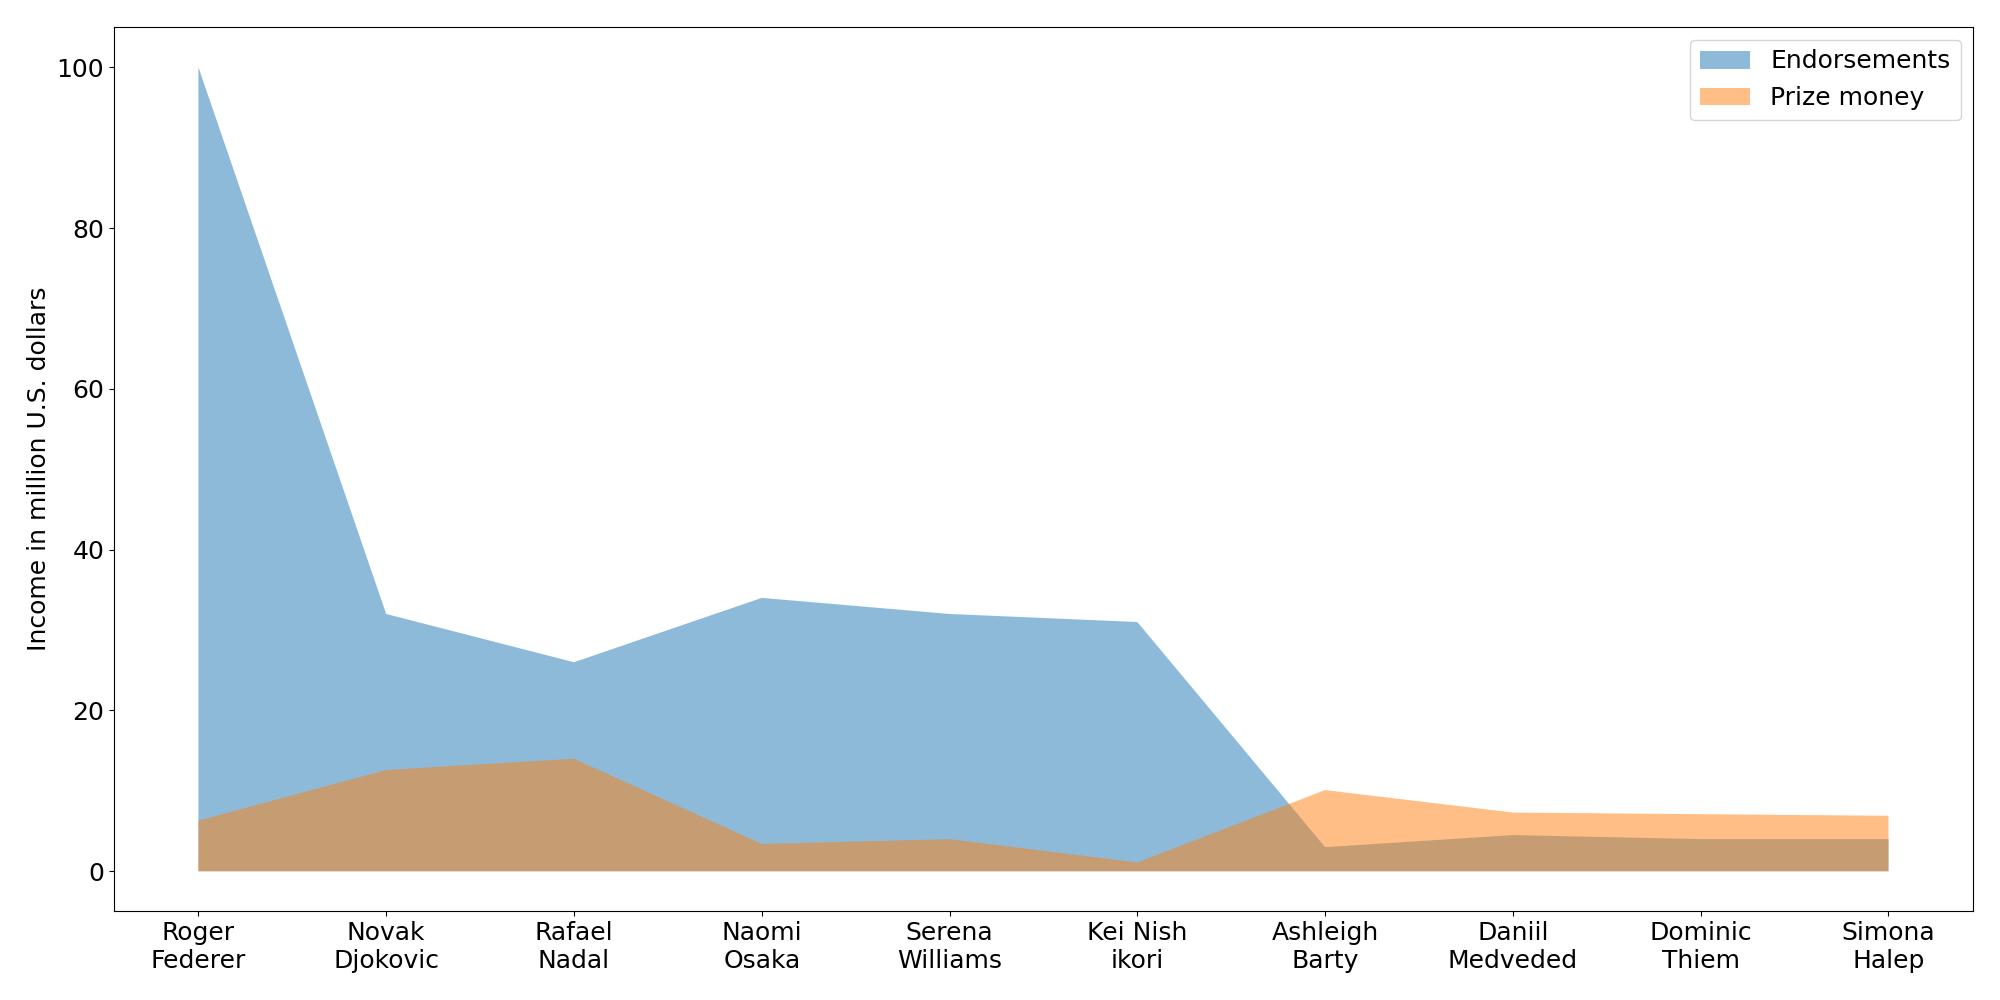 Endorsements
Prize money
Income in million U.S. dollars
100
80
60
40
20
0
Roger
Federer
Novak
Djokovic
Rafael
Nadal
Naomi
Osaka
Serena
Williams
Kei Nish
ikori
Ashleigh
Barty
Daniil
Medveded
Dominic
Thiem
Simona
Halep